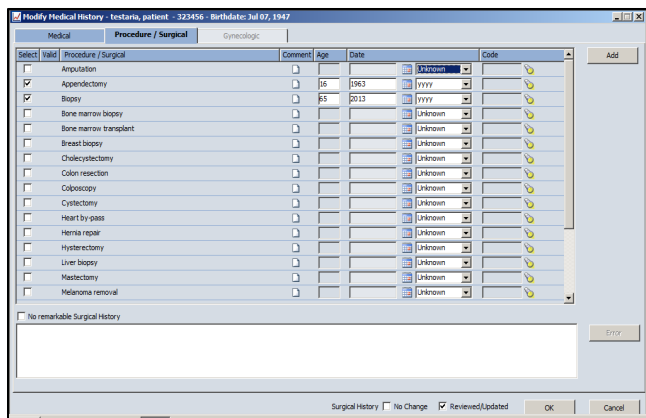 Modify Medical History - testaria, patient - 323456 - Birthdate: Jul 07, 1947
Medical Procedure / Surgical Gynecologic
Select Valid Procedure / Surgical Comment Age Date Code Add
Amputation Unknown
Appendectomy 16 1963 yyyy
Biopsy 65 2013 yyyy
Bone marrow biopsy Unknown
Bone marrow transplant Unknown
Breast biopsy Unknown
Cholecystectomy Unknown
Colon resection Unknown
Colposcopy Unknown
Cystectomy Unknown
Heart by-pass Unknown
Hernia repair Unknown
Hysterectomy Unknown
Liver biopsy Unknown
Mastectomy Unknown
Melanoma removal Unknown
No remarkable Surgical History
Error
Surgical History No Change Reviewed/Updated OK Cancel